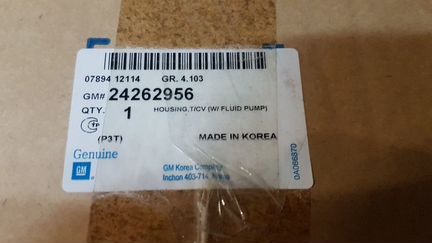 07894 12114 GR. 4.103
GM# 24262956
QTY. 1 HOUSING,T/CV (W/ FLUID PUMP)
(P3T) MADE IN KOREA
Genuine
GM
GM Korea Company
Inchon 403-714, Korea